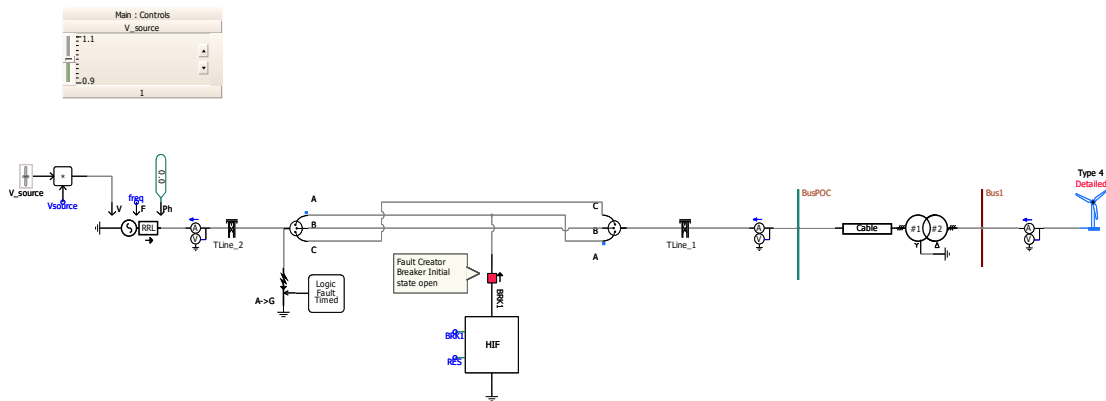 Main : Controls
V_source
1.1
0.9
1
V_source
*
Vsource
V
freq
F
0.0
Ph
RRL
A
V
TLine_2
A
B
C
A->G
Logic
Fault
Timed
Fault Creator
Breaker Initial
state open
BRK1
BRK1
RES
HIF
C
B
A
TLine_1
A
V
BusPOC
Cable
#1
#2
Bus1
A
V
Type 4
Detailed